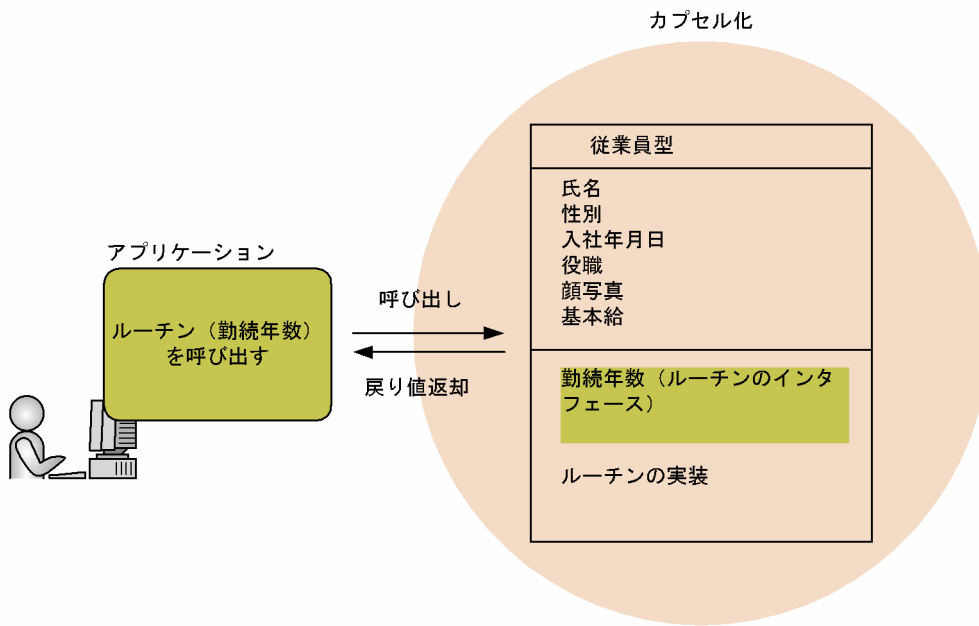 カプセル化
従業員型
氏名
性別
入社年月日
役職
顔写真
基本給
アプリケーション
ルーチン（勤続年数）
を呼び出す
呼び出し
戻り値返却
勤続年数（ルーチンのインタ
フェース）
ルーチンの実装